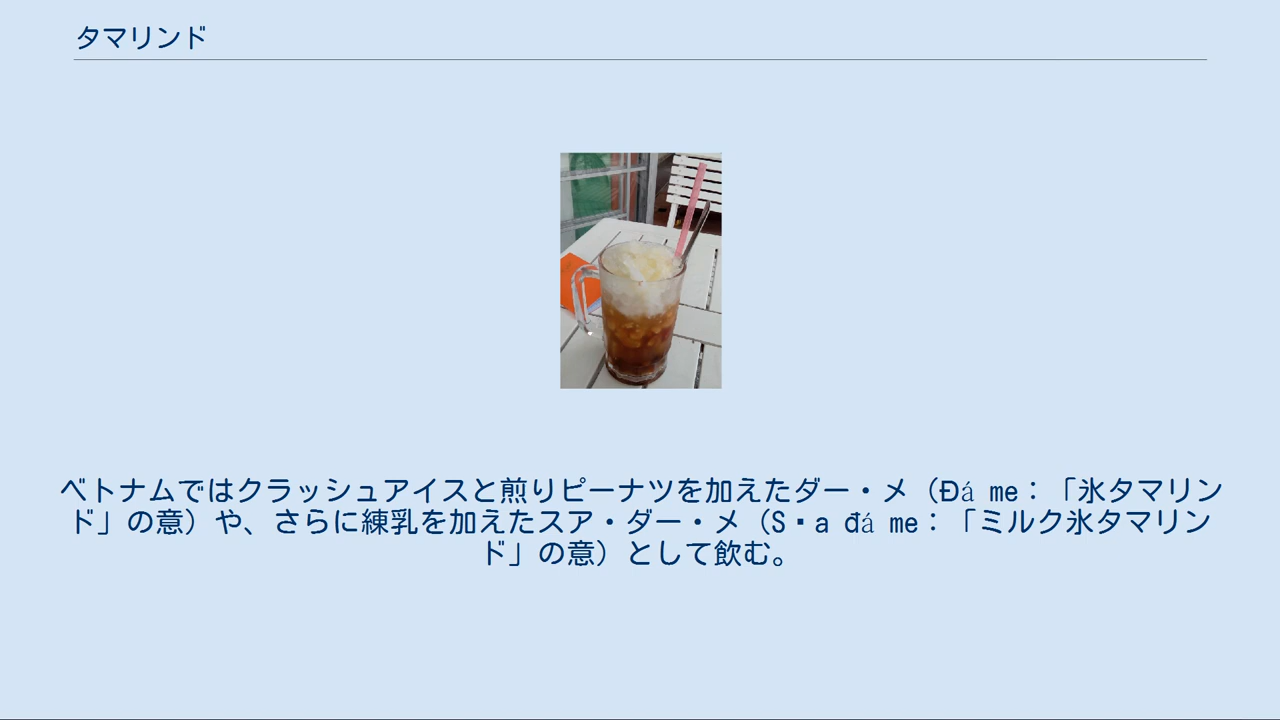 タマリンド
ベトナムではクラッシュアイスと煎りピーナツを加えたダー・メ（Đá me：「氷タマリン
ド」の意）や、さらに練乳を加えたスア・ダー・メ（S▪a đá me：「ミルク氷タマリン
ド」の意）として飲む。